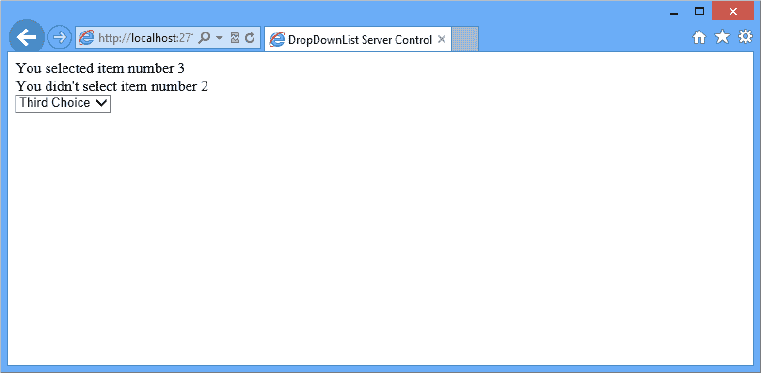 http://localhost:27
DropDownList Server Control
You selected item number 3
You didn't select item number 2
Third Choice